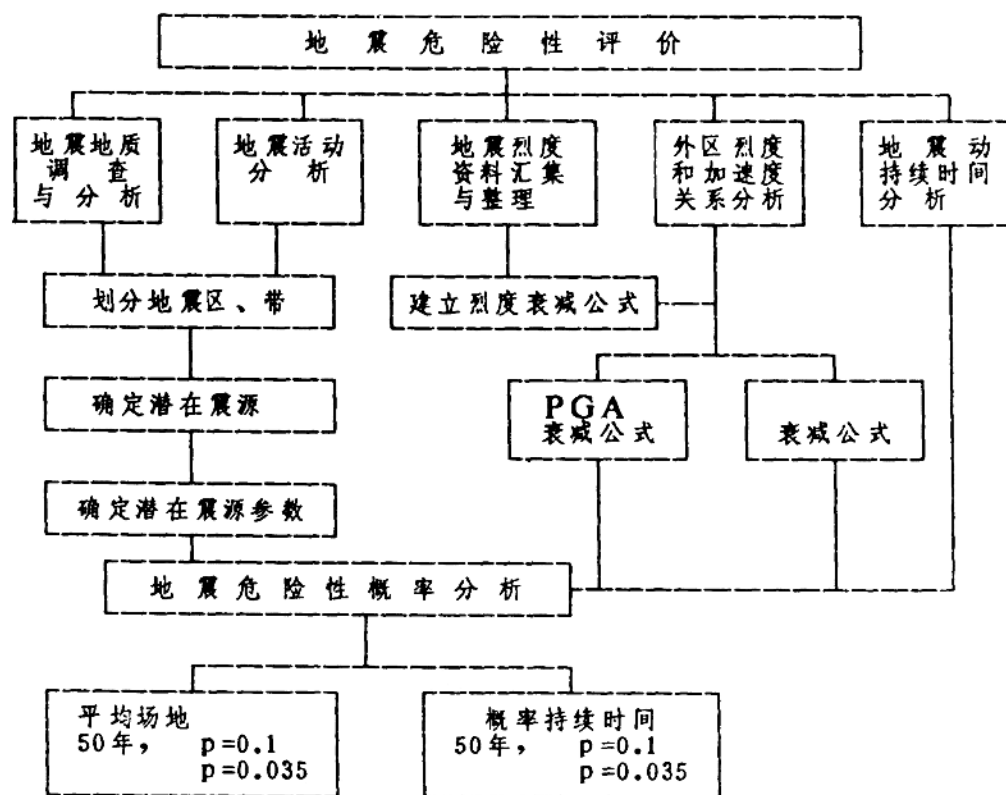 地震危险性评价
地震地质
调查
与分析
地震活动
分析
地震烈度
资料汇集
与整理
外区烈度
和加速度
关系分析
地震动
持续时间
分析
划分地震区、带
建立烈度衰减公式
确定潜在震源
PGA
衰减公式
衰减公式
确定潜在震源参数
地震危险性概率分析
平均场地
50年， p=0.1
p=0.035
概率持续时间
50年， p=0.1
p=0.035